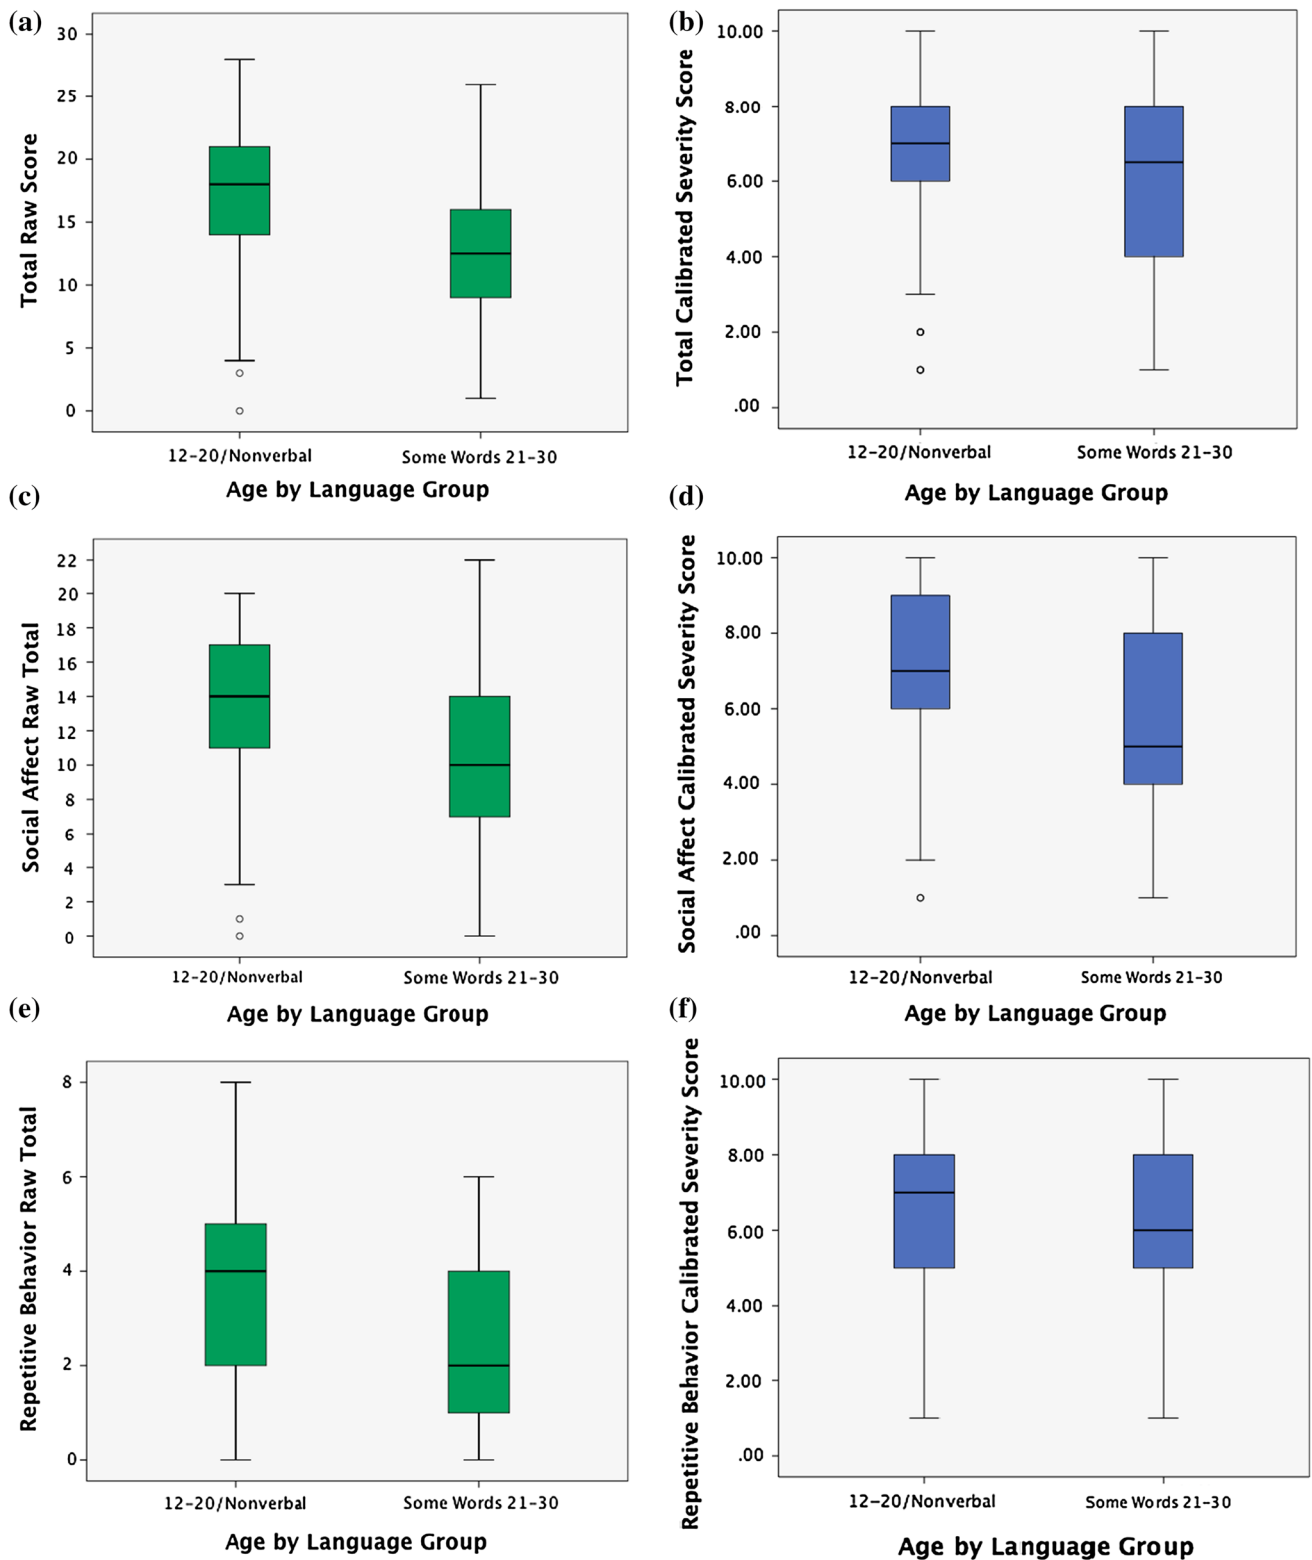 (a)
Total Raw Score
30
25
20
15
10
5
0
12-20/Nonverbal
Some Words 21-30
Age by Language Group
(b)
Total Calibrated Severity Score
10.00
8.00
6.00
4.00
2.00
.00
12-20/Nonverbal
Some Words 21-30
Age by Language Group
(c)
Social Affect Raw Total
22
20
18
16
14
12
10
8
6
4
2
0
12-20/Nonverbal
Some Words 21-30
Age by Language Group
(d)
Social Affect Calibrated Severity Score
10.00
8.00
6.00
4.00
2.00
.00
12-20/Nonverbal
Some Words 21-30
Age by Language Group
(e)
Repetitive Behavior Raw Total
8
6
4
2
0
12-20/Nonverbal
Some Words 21-30
Age by Language Group
(f)
Repetitive Behavior Calibrated Severity Score
10.00
8.00
6.00
4.00
2.00
.00
12-20/Nonverbal
Some Words 21-30
Age by Language Group